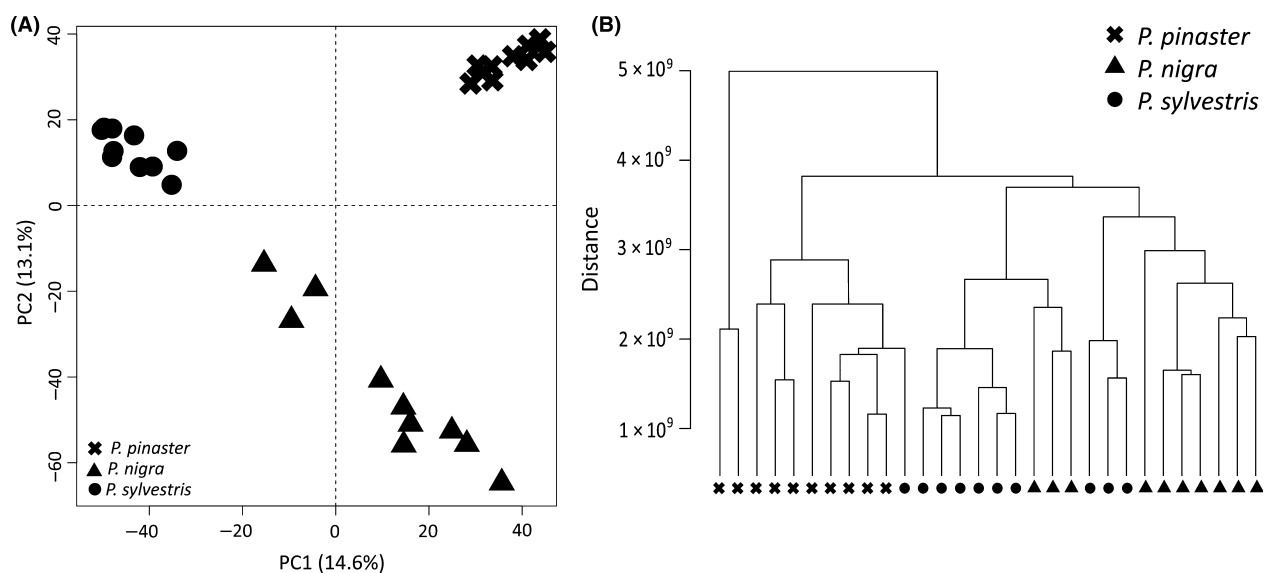 (A)
40
20
0
−20
−40
−60
PC2 (13.1%)
P. pinaster
P. nigra
P. sylvestris
−40
−20
0
20
40
PC1 (14.6%)
(B)
P. pinaster
P. nigra
P. sylvestris
5 × 10⁹
4 × 10⁹
3 × 10⁹
2 × 10⁹
1 × 10⁹
Distance